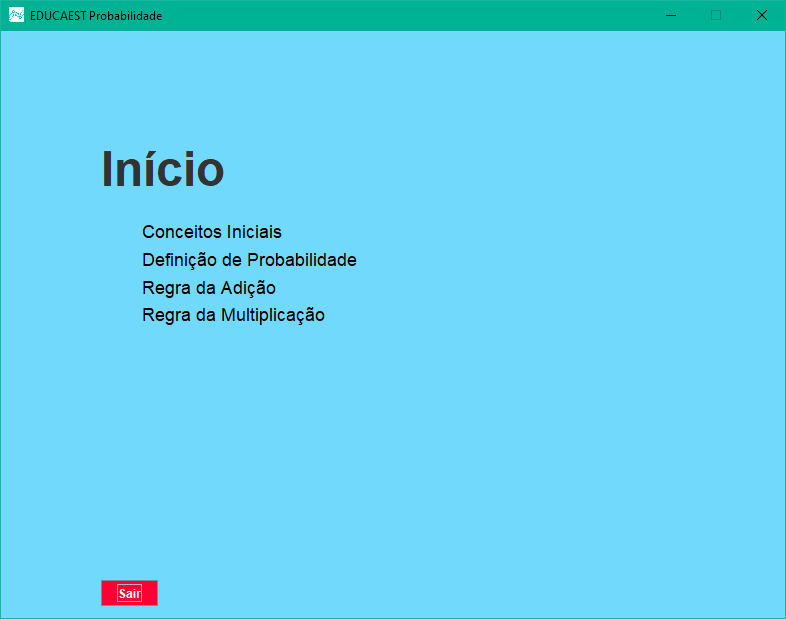 EDUCAEST Probabilidade
Início
Conceitos Iniciais
Definição de Probabilidade
Regra da Adição
Regra da Multiplicação
Sair